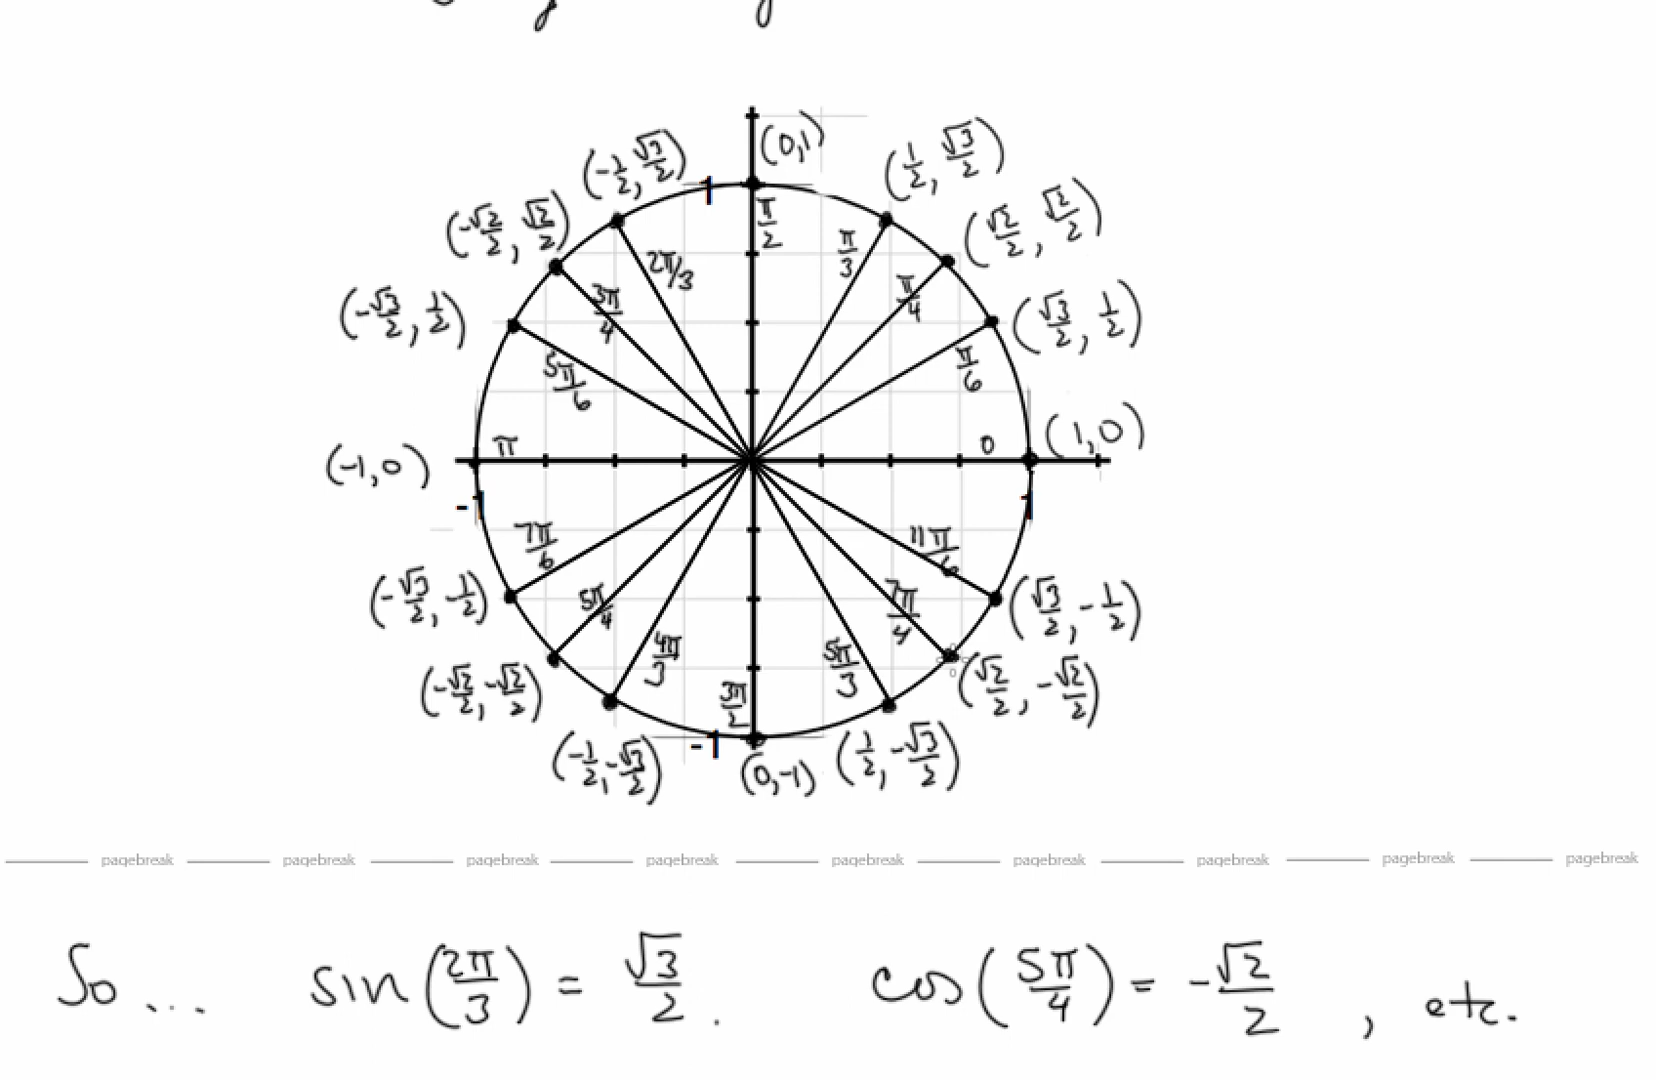 (0,1)
(-1/2, √3/2) (1/2, √3/2)
1
(-√2/2, √2/2) π/2 (√2/2, √2/2)
2π/3 π/3
3π/4 π/4
(-√3/2, 1/2) (√3/2, 1/2)
5π/6 π/6
(-1,0) π 0 (1,0)
-1 1
7π/6 11π/6
(-√3/2, -1/2) 5π/4 7π/4 (√3/2, -1/2)
4π/3 5π/3
(-√2/2, -√2/2) 3π/2 (√2/2, -√2/2)
-1
(-1/2, -√3/2) (0,-1) (1/2, -√3/2)
pagebreak pagebreak pagebreak pagebreak pagebreak pagebreak pagebreak pagebreak pagebreak
So ... sin(2π/3) = √3/2 . cos(5π/4) = -√2/2 , etc.